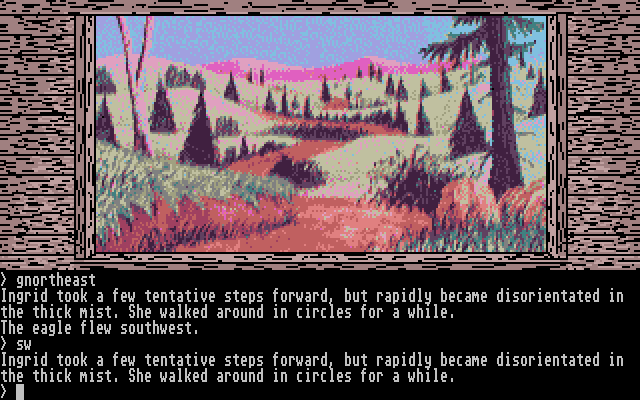 > gnortheast
Ingrid took a few tentative steps forward, but rapidly became disorientated in
the thick mist. She walked around in circles for a while.
The eagle flew southwest.
> sw
Ingrid took a few tentative steps forward, but rapidly became disorientated in
the thick mist. She walked around in circles for a while.
>